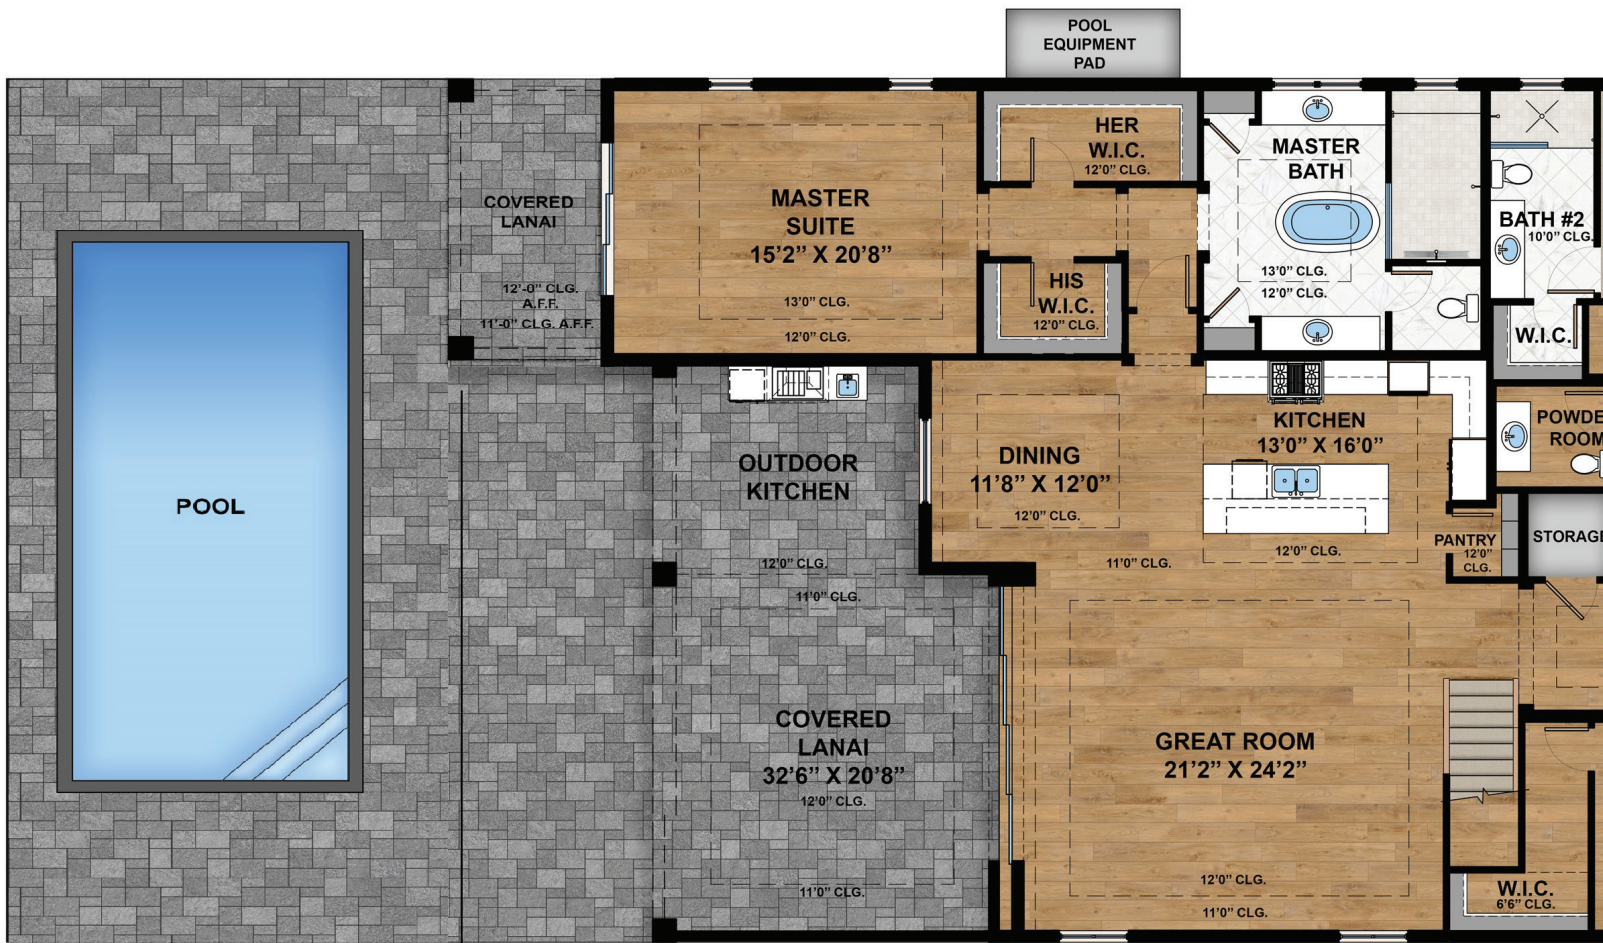 POOL
EQUIPMENT
PAD
COVERED
LANAI
12'-0" CLG.
A.F.F.
11'-0" CLG. A.F.F.
MASTER
SUITE
15'2" X 20'8"
13'0" CLG.
12'0" CLG.
HER
W.I.C.
12'0" CLG.
HIS
W.I.C.
12'0" CLG.
MASTER
BATH
13'0" CLG.
12'0" CLG.
BATH #2
10'0" CLG.
W.I.C.
POOL
OUTDOOR
KITCHEN
12'0" CLG.
11'0" CLG.
DINING
11'8" X 12'0"
12'0" CLG.
11'0" CLG.
KITCHEN
13'0" X 16'0"
12'0" CLG.
POWDE
ROOM
PANTRY
12'0"
CLG.
STORAGE
COVERED
LANAI
32'6" X 20'8"
12'0" CLG.
11'0" CLG.
GREAT ROOM
21'2" X 24'2"
12'0" CLG.
11'0" CLG.
W.I.C.
6'6" CLG.